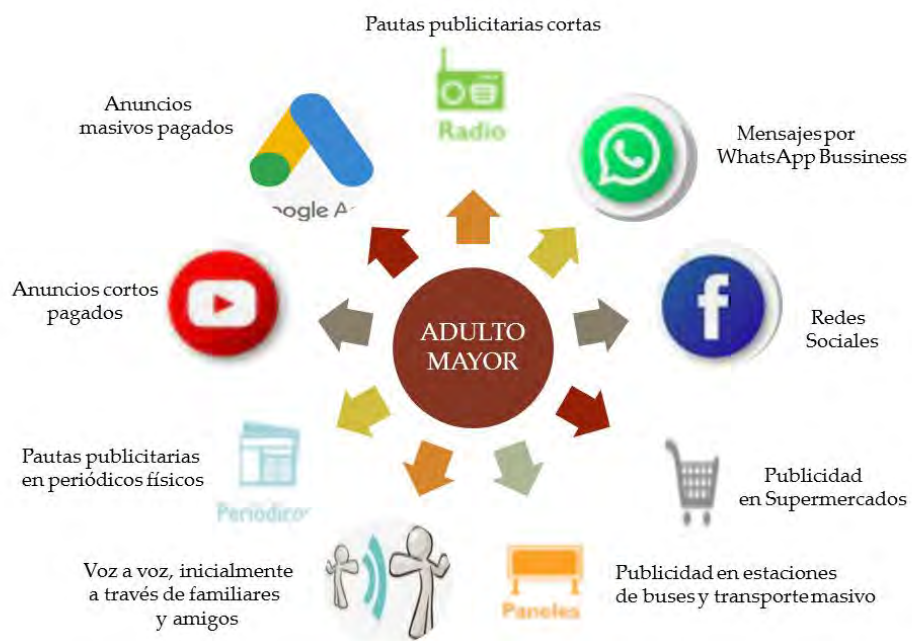 Pautas publicitarias cortas
Radio
Anuncios
masivos pagados
oogle A
Mensajes por
WhatsApp Bussiness
Anuncios cortos
pagados
ADULTO
MAYOR
f
Redes
Sociales
Pautas publicitarias
en periódicos físicos
Periodicos
Publicidad
en Supermercados
Voz a voz, inicialmente
a través de familiares
y amigos
Paneles
Publicidad en estaciones
de buses y transporte masivo